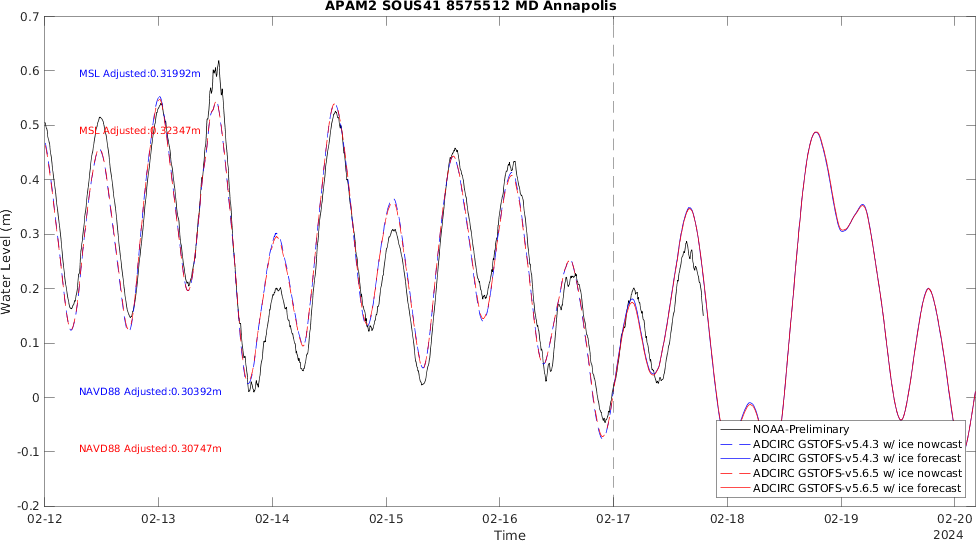 APAM2 SOUS41 8575512 MD Annapolis
0.7
0.6
0.5
0.4
0.3
0.2
0.1
0
-0.1
-0.2
Water Level (m)
MSL Adjusted:0.31992m
MSL Adjusted:0.32347m
NAVD88 Adjusted:0.30392m
NAVD88 Adjusted:0.30747m
NOAA-Preliminary
ADCIRC GSTOFS-v5.4.3 w/ ice nowcast
ADCIRC GSTOFS-v5.4.3 w/ ice forecast
ADCIRC GSTOFS-v5.6.5 w/ ice nowcast
ADCIRC GSTOFS-v5.6.5 w/ ice forecast
02-12 02-13 02-14 02-15 02-16 02-17 02-18 02-19 02-20
Time 2024